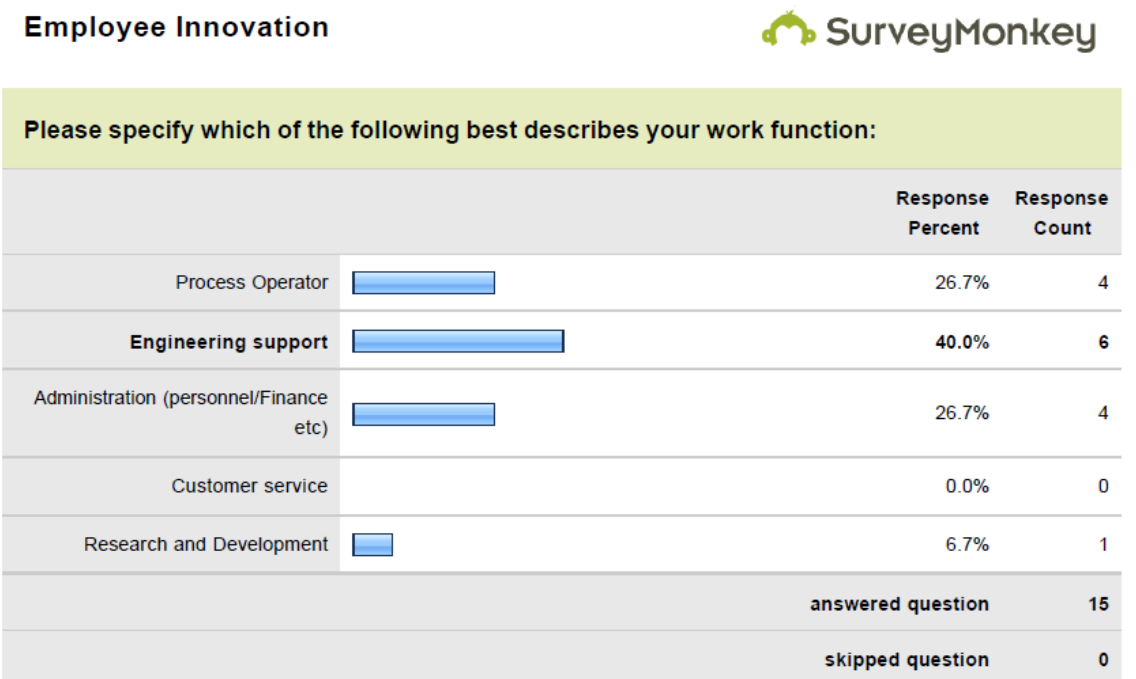 Employee Innovation
SurveyMonkey
Please specify which of the following best describes your work function:
Response Response
Percent Count
Process Operator 26.7% 4
Engineering support 40.0% 6
Administration (personnel/Finance
etc) 26.7% 4
Customer service 0.0% 0
Research and Development 6.7% 1
answered question 15
skipped question 0